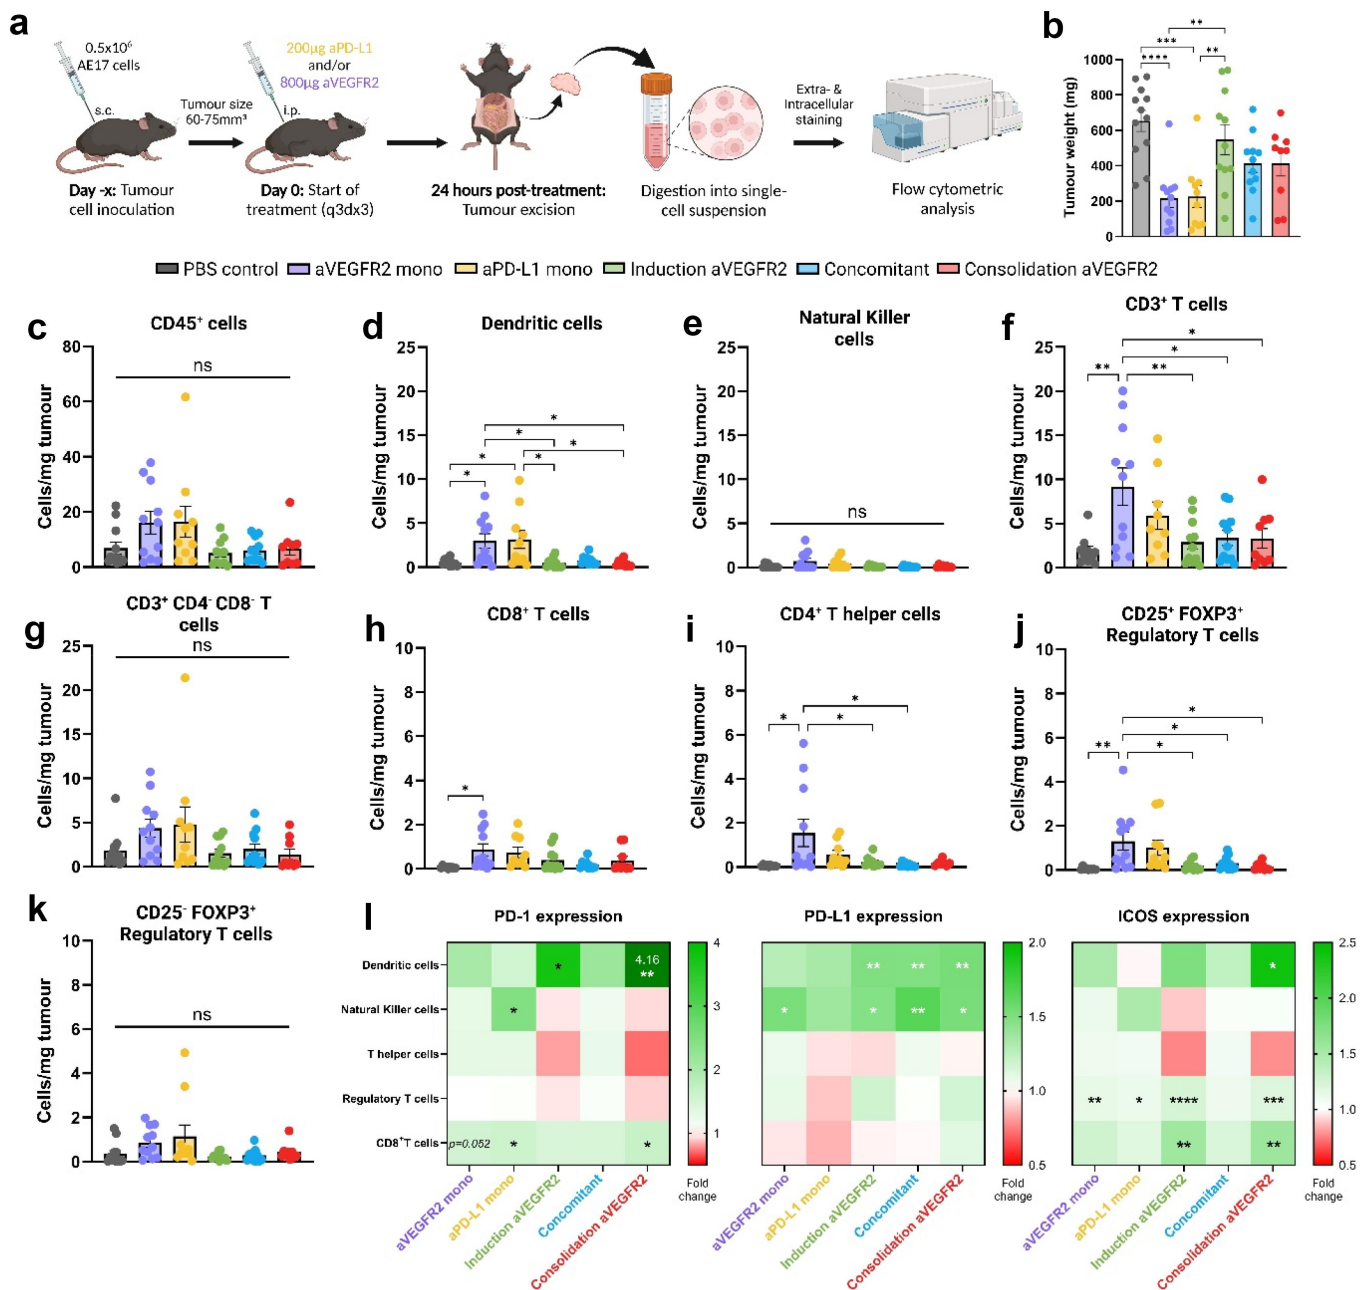 a
0.5x10⁶
AE17 cells
s.c.
Tumour size
60-75mm³
200µg aPD-L1
and/or
800µg aVEGFR2
i.p.
Extra- &
Intracellular
staining
Day -x: Tumour
cell inoculation
Day 0: Start of
treatment (q3dx3)
24 hours post-treatment:
Tumour excision
Digestion into single-
cell suspension
Flow cytometric
analysis
b
Tumour weight (mg)
1000
800
600
400
200
0
**
***
****
**
PBS control
aVEGFR2 mono
aPD-L1 mono
Induction aVEGFR2
Concomitant
Consolidation aVEGFR2
c
CD45⁺ cells
Cells/mg tumour
80
60
40
20
0
ns
d
Dendritic cells
Cells/mg tumour
25
20
15
10
5
0
*
*
*
*
*
*
e
Natural Killer
cells
Cells/mg tumour
25
20
15
10
5
0
ns
f
CD3⁺ T cells
Cells/mg tumour
25
20
15
10
5
0
*
*
**
**
g
CD3⁺ CD4⁻ CD8⁻ T
cells
Cells/mg tumour
25
20
15
10
5
0
ns
h
CD8⁺ T cells
Cells/mg tumour
10
8
6
4
2
0
*
i
CD4⁺ T helper cells
Cells/mg tumour
10
8
6
4
2
0
*
*
*
j
CD25⁺ FOXP3⁺
Regulatory T cells
Cells/mg tumour
10
8
6
4
2
0
*
*
**
*
k
CD25⁻ FOXP3⁺
Regulatory T cells
Cells/mg tumour
10
8
6
4
2
0
ns
l
PD-1 expression
Dendritic cells
Natural Killer cells
T helper cells
Regulatory T cells
CD8⁺T cells
*
4.16
**
*
p=0.052
*
*
4
3
2
1
Fold
change
aVEGFR2 mono
aPD-L1 mono
Induction aVEGFR2
Concomitant
Consolidation aVEGFR2
PD-L1 expression
**
**
**
*
*
**
*
2.0
1.5
1.0
0.5
Fold
change
aVEGFR2 mono
aPD-L1 mono
Induction aVEGFR2
Concomitant
Consolidation aVEGFR2
ICOS expression
*
**
*
****
***
**
**
2.5
2.0
1.5
1.0
0.5
Fold
change
aVEGFR2 mono
aPD-L1 mono
Induction aVEGFR2
Concomitant
Consolidation aVEGFR2